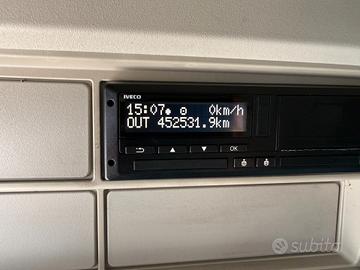 IVECO
15:07 0km/h
OUT 452531.9km
OK
subito